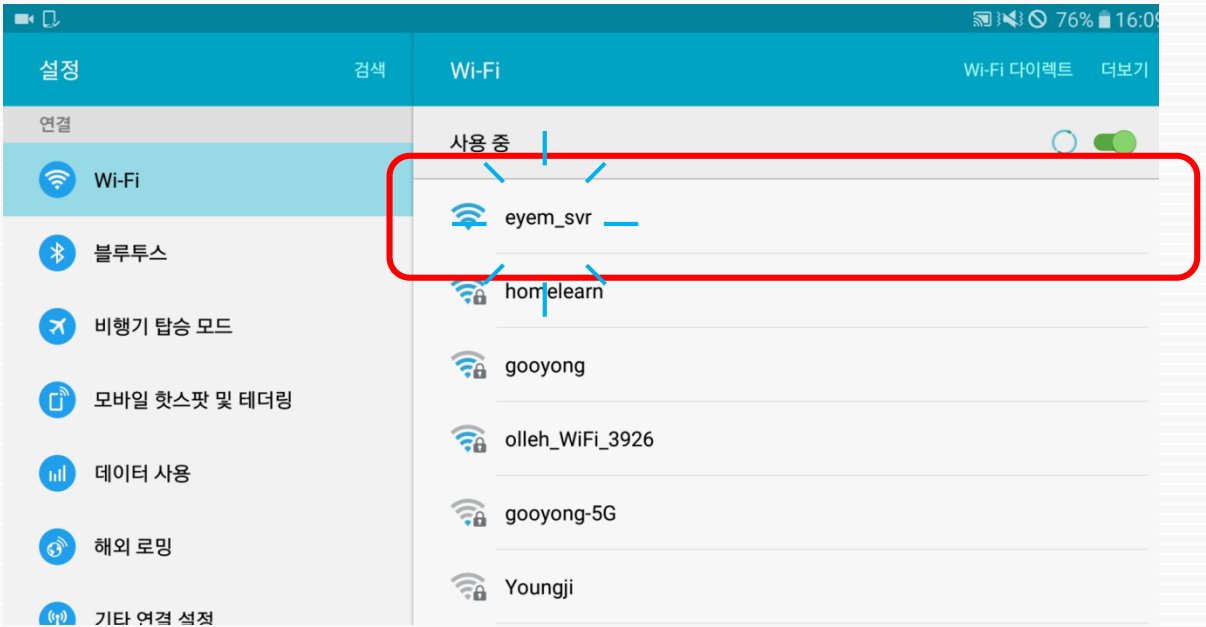 76% 16:09
설정 검색
Wi-Fi Wi-Fi 다이렉트 더보기
연결
Wi-Fi
블루투스
비행기 탑승 모드
모바일 핫스팟 및 테더링
데이터 사용
해외 로밍
기타 연결 설정
사용 중
eyem_svr
homelearn
gooyong
olleh_WiFi_3926
gooyong-5G
Youngji